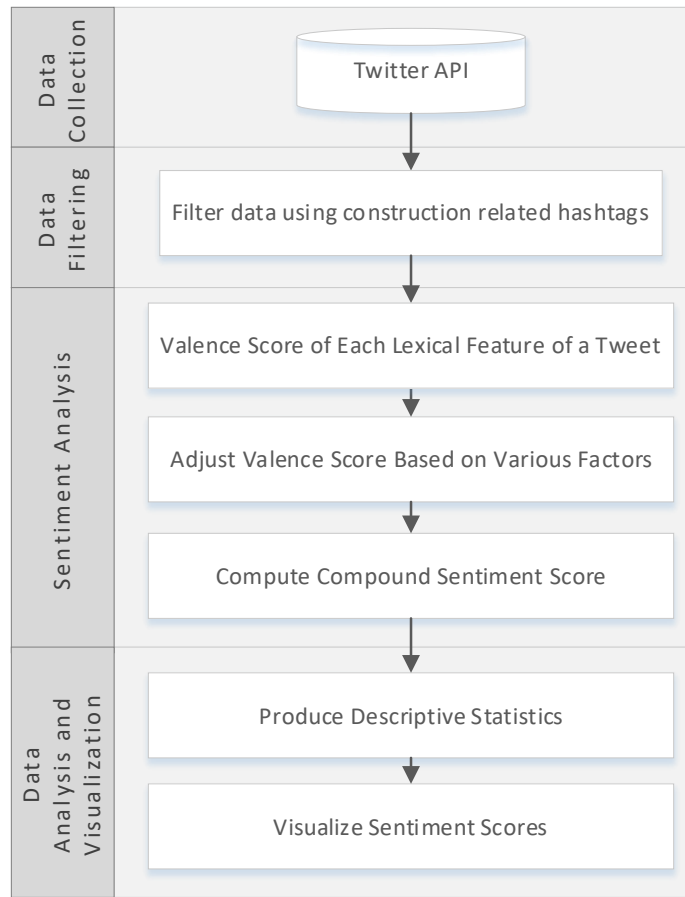 Data
Collection
Twitter API
Data
Filtering
Filter data using construction related hashtags
Sentiment Analysis
Valence Score of Each Lexical Feature of a Tweet
Adjust Valence Score Based on Various Factors
Compute Compound Sentiment Score
Data
Analysis and
Visualization
Produce Descriptive Statistics
Visualize Sentiment Scores